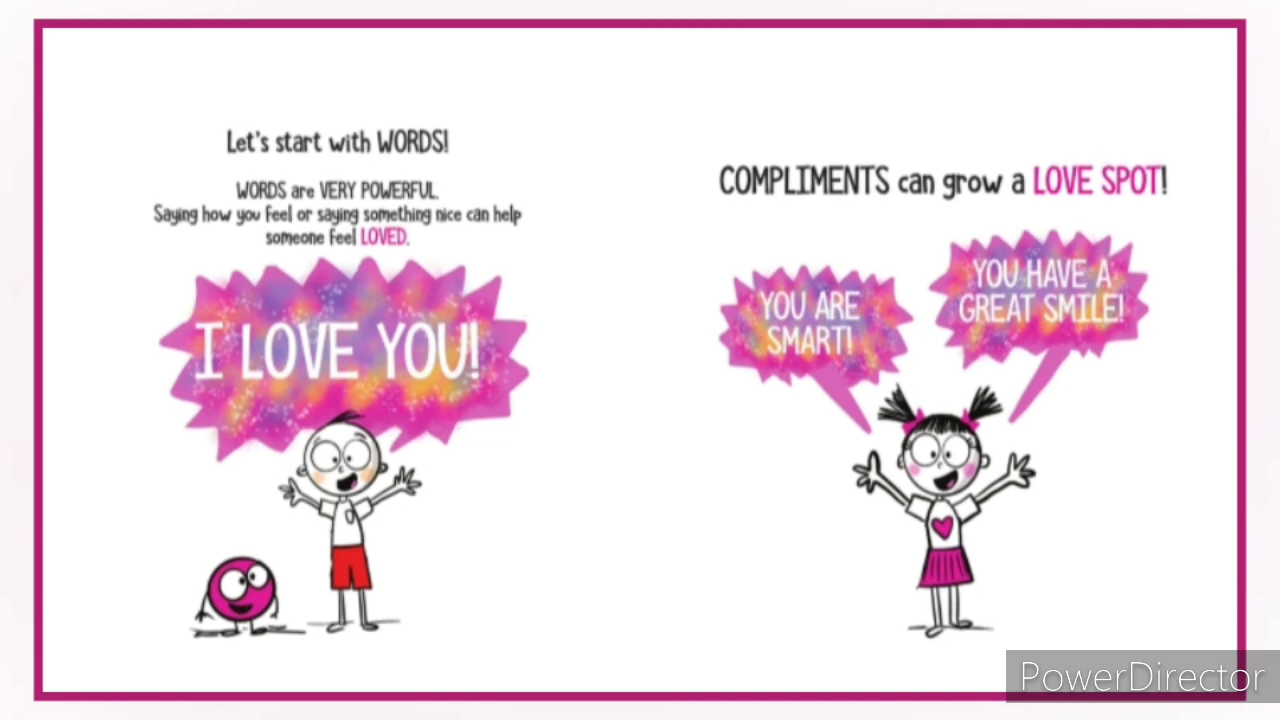 Let's start with WORDS!
WORDS are VERY POWERFUL.
Saying how you feel or saying something nice can help
someone feel LOVED.
I LOVE YOU!
COMPLIMENTS can grow a LOVE SPOT!
YOU ARE
SMART!
YOU HAVE A
GREAT SMILE!
PowerDirector